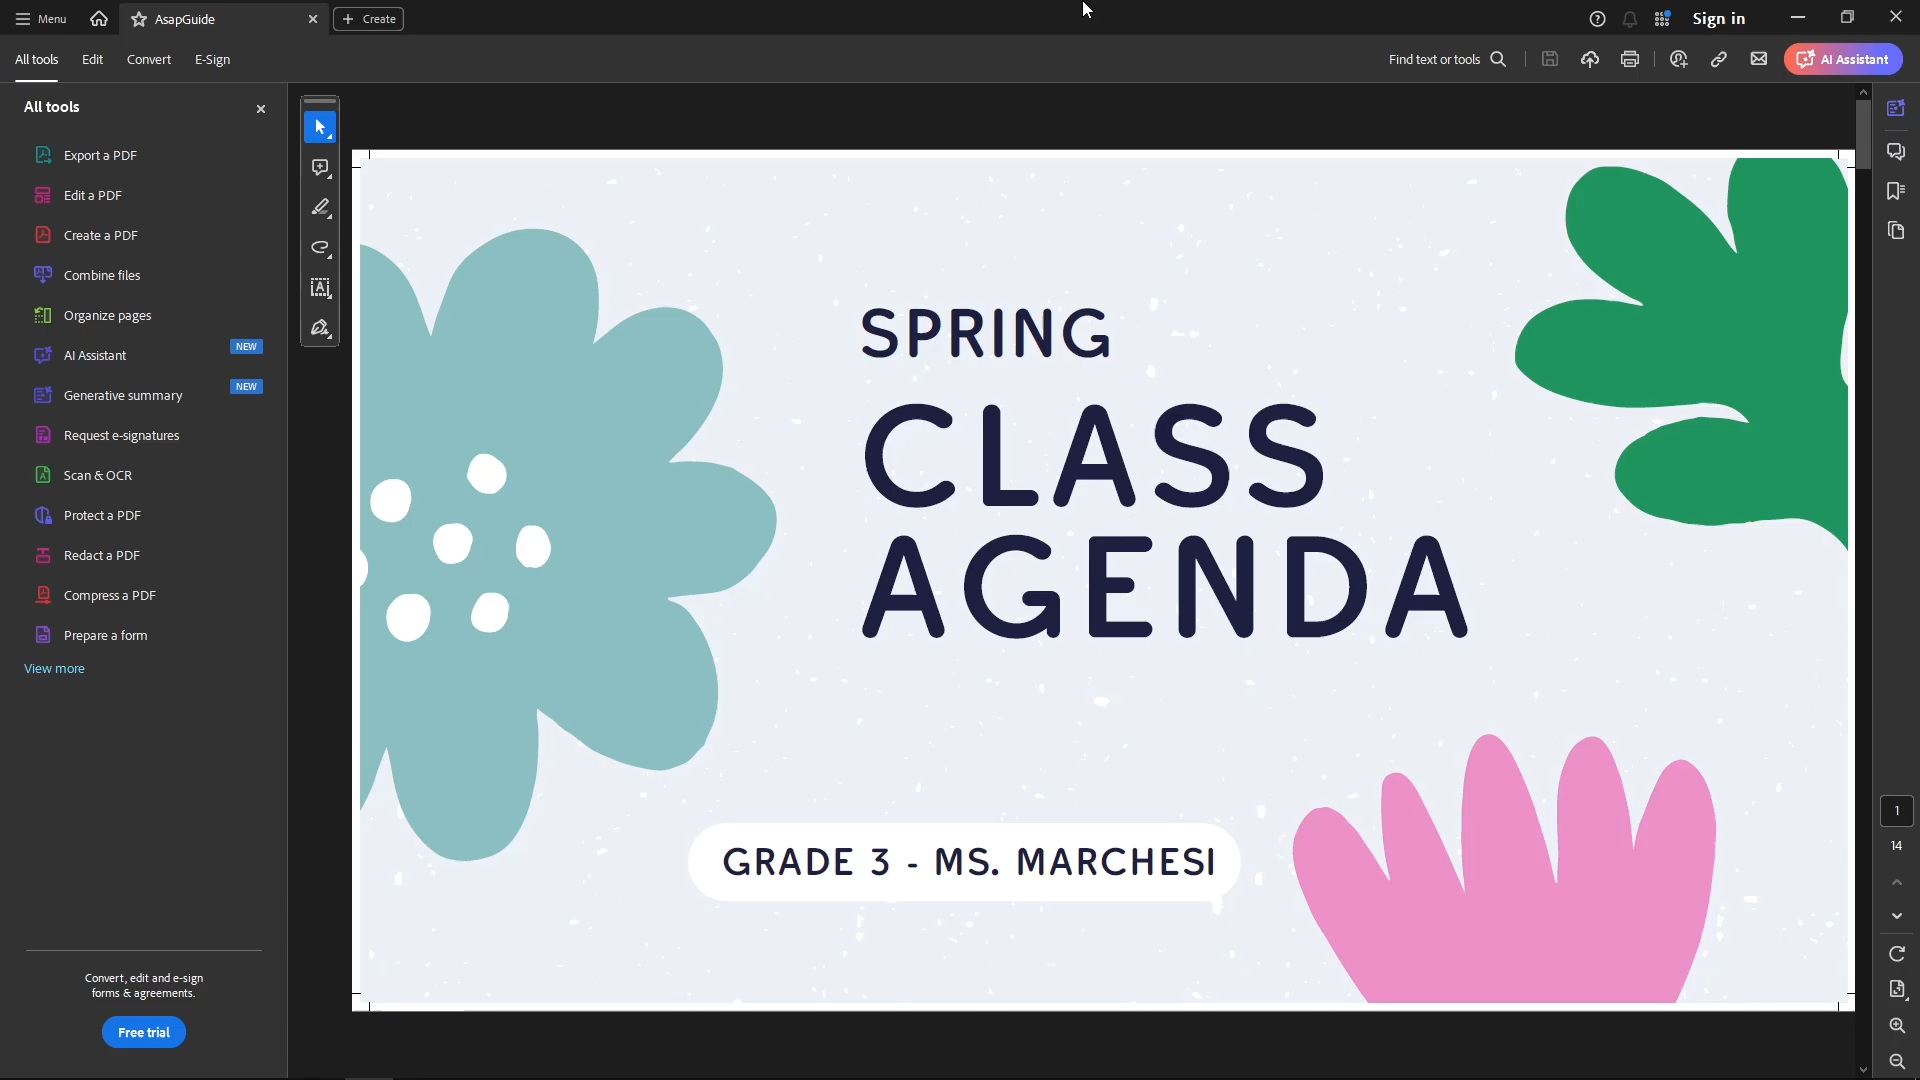 Menu
AsapGuide
Create
Sign in
All tools
Edit
Convert
E-Sign
Find text or tools
AI Assistant
All tools
Export a PDF
Edit a PDF
Create a PDF
Combine files
Organize pages
AI Assistant
NEW
Generative summary
NEW
Request e-signatures
Scan & OCR
Protect a PDF
Redact a PDF
Compress a PDF
Prepare a form
View more
Convert, edit and e-sign
forms & agreements.
Free trial
SPRING
CLASS
AGENDA
GRADE 3 - MS. MARCHESI
1
14